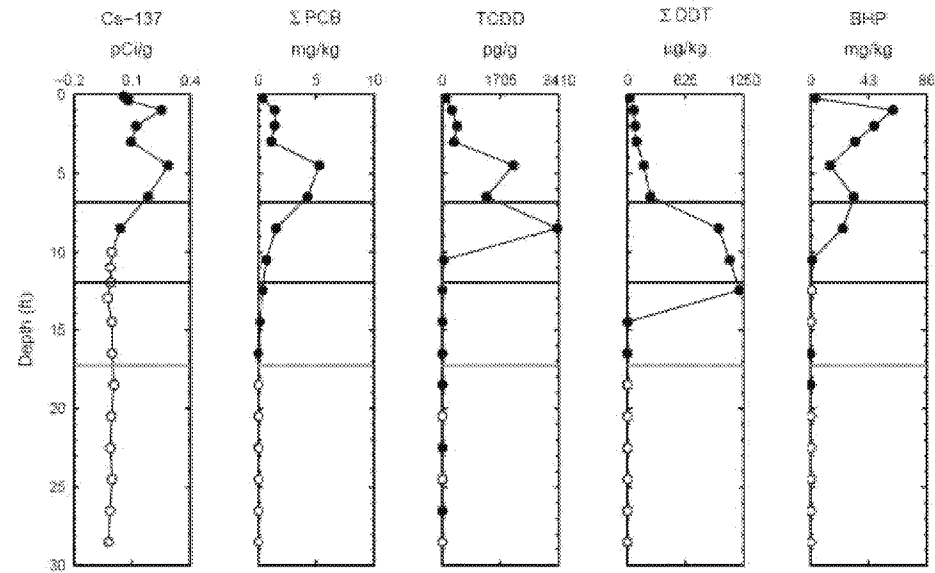 Cs-137
Σ PCB
TCDD
Σ DDT
BHP
pCi/g
mg/kg
pg/g
µg/kg
mg/kg
-0.2 0.1 0.4
0 5 10
0 1705 3410
0 625 1250
0 43 86
0
5
10
15
20
25
30
Depth (ft)